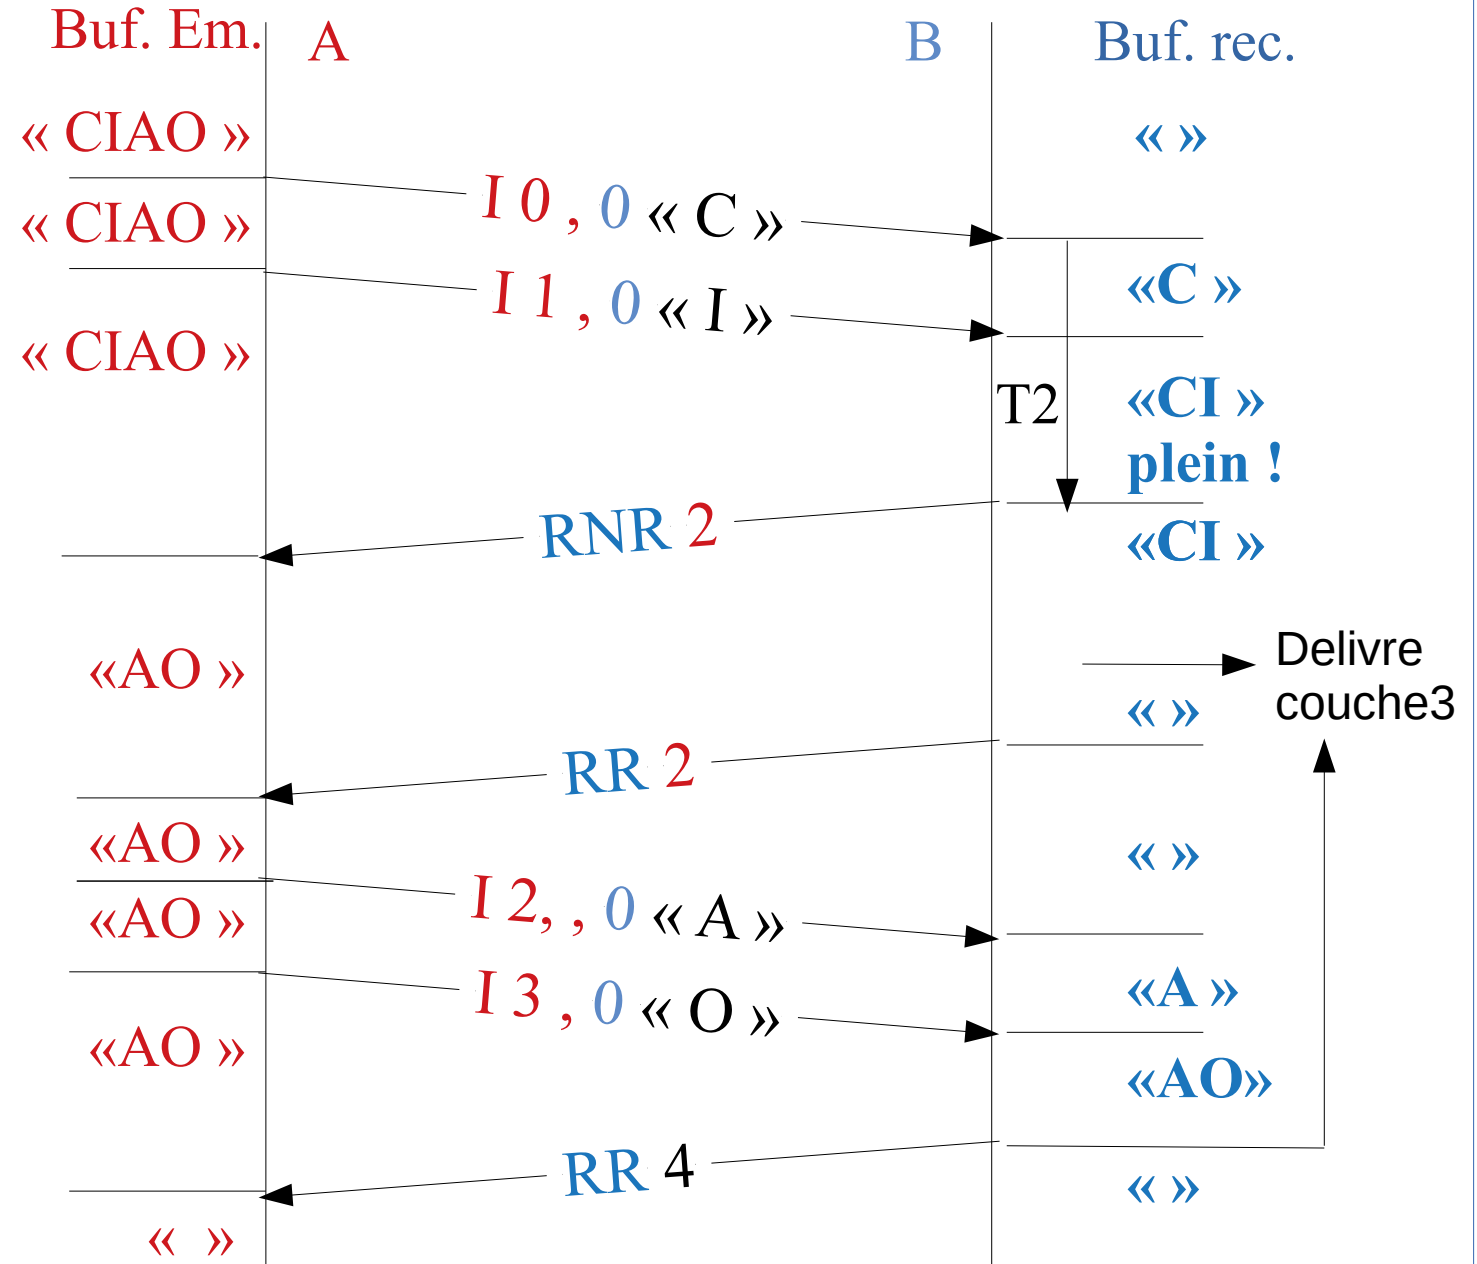 Buf. Em. A B Buf. rec.
« CIAO » « »
I 0 , 0 « C »
« CIAO »
«C »
I 1 , 0 « I »
« CIAO »
T2 «CI »
plein !
RNR 2
«CI »
Delivre
couche3
«AO »
« »
RR 2
«AO » « »
I 2, , 0 « A »
«AO »
«A »
I 3 , 0 « O »
«AO » «AO»
RR 4
« »
« »